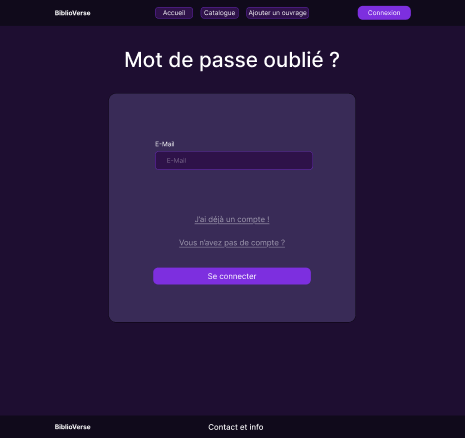 BiblioVerse
Accueil
Catalogue
Ajouter un ouvrage
Connexion
Mot de passe oublié ?
E-Mail
E-Mail
J'ai déjà un compte !
Vous n'avez pas de compte ?
Se connecter
BiblioVerse
Contact et info